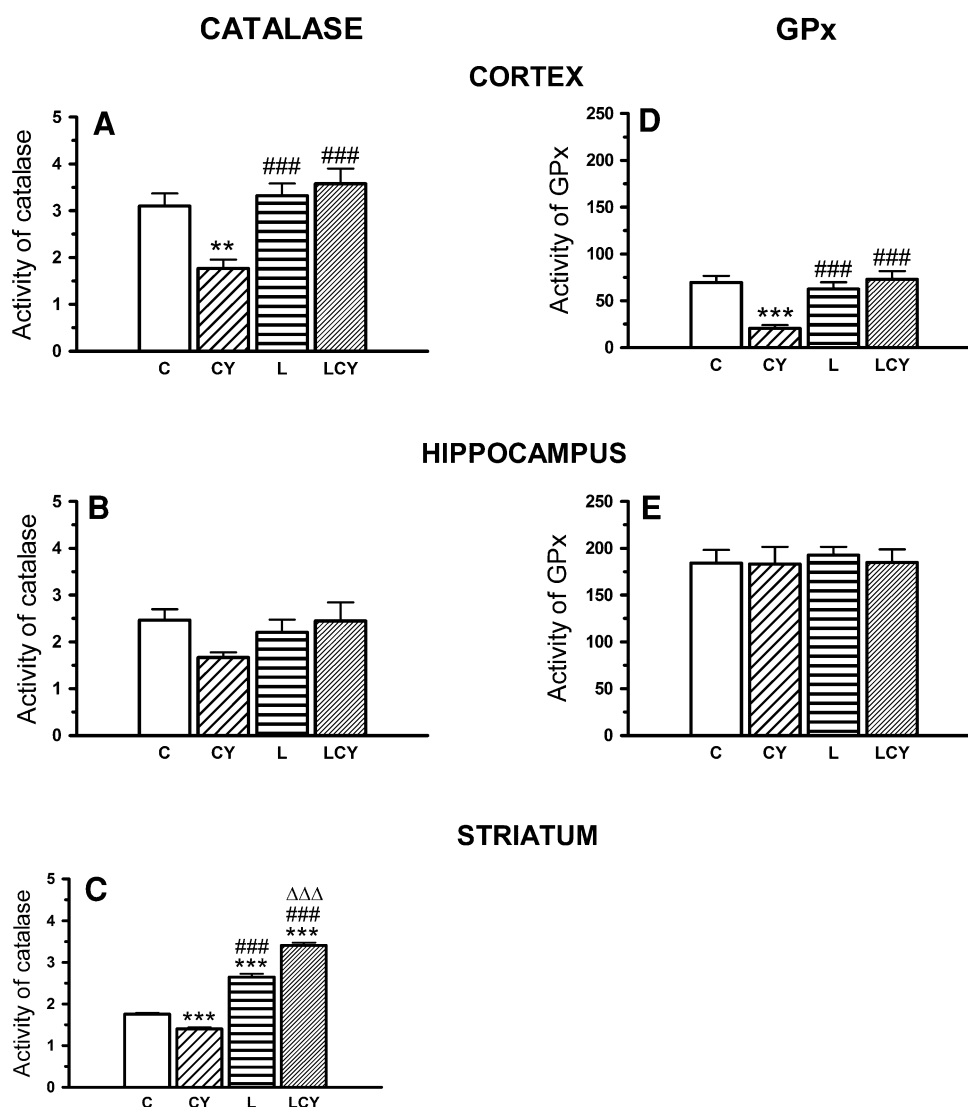 CATALASE GPx
CORTEX
A
Activity of catalase
5
4
3
2
1
0
**
###
###
C CY L LCY
D
Activity of GPx
250
200
150
100
50
0
***
###
###
C CY L LCY
HIPPOCAMPUS
B
Activity of catalase
5
4
3
2
1
0
C CY L LCY
E
Activity of GPx
250
200
150
100
50
0
C CY L LCY
STRIATUM
C
Activity of catalase
5
4
3
2
1
0
***
###
***
ΔΔΔ
###
***
C CY L LCY